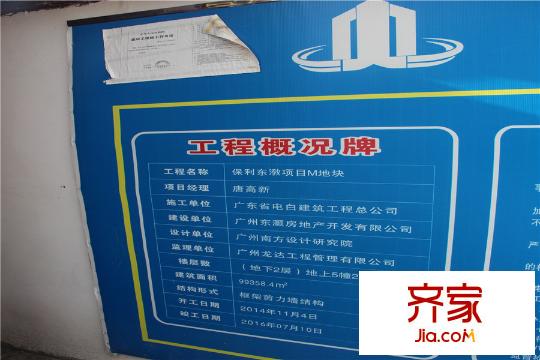 工程概况牌
工程名称 保利东漖项目M地块
项目经理 唐高新
施工单位 广东省电白建筑工程总公司
建设单位 广州东灏房地产开发有限公司
设计单位 广州南方设计研究院
监理单位 广州龙达工程管理有限公司
楼层数 （地下2层）地上5幢2
建筑面积 99358.4m²
结构形式 框架剪力墙结构
开工日期 2014年11月4日
竣工日期 2016年07月10日
齐家
Jia.com